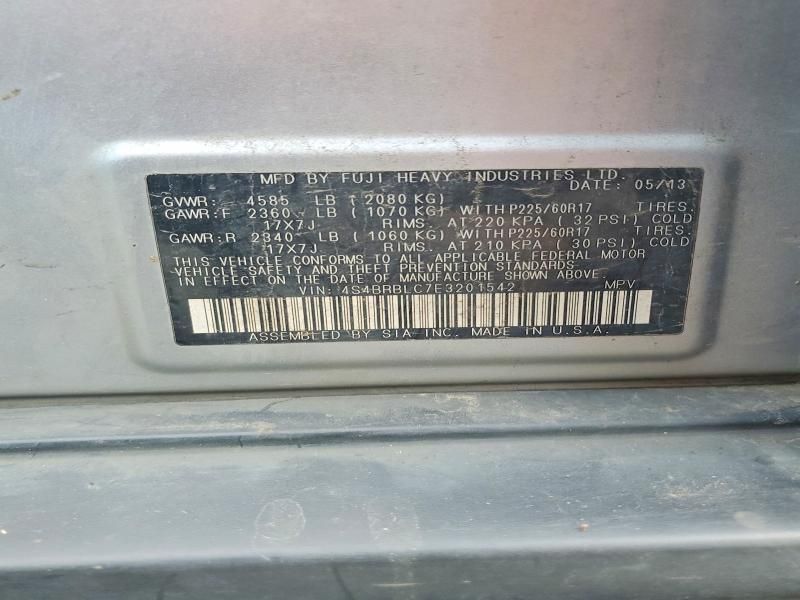 MFD BY FUJI HEAVY INDUSTRIES LTD.
DATE: 05/13
GVWR: 4585 LB (2080 KG)
GAWR:F 2360 LB (1070 KG) WITH P225/60R17 TIRES.
17X7J RIMS. AT 220 KPA (32 PSI) COLD
GAWR:R 2340 LB (1060 KG) WITH P225/60R17 TIRES.
17X7J RIMS. AT 210 KPA (30 PSI) COLD
THIS VEHICLE CONFORMS TO ALL APPLICABLE FEDERAL MOTOR
VEHICLE SAFETY AND THEFT PREVENTION STANDARDS
IN EFFECT ON THE DATE OF MANUFACTURE SHOWN ABOVE.
VIN: 4S4BRBLC7E3201542 MPV
ASSEMBLED BY SIA INC. MADE IN U.S.A.